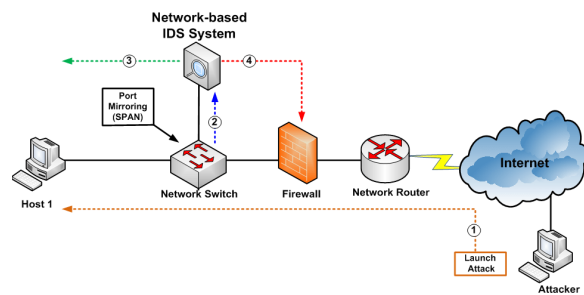 Network-based
IDS System
3
4
Port
Mirroring
(SPAN)
2
Internet
Host 1
Network Switch
Firewall
Network Router
1
Launch
Attack
Attacker